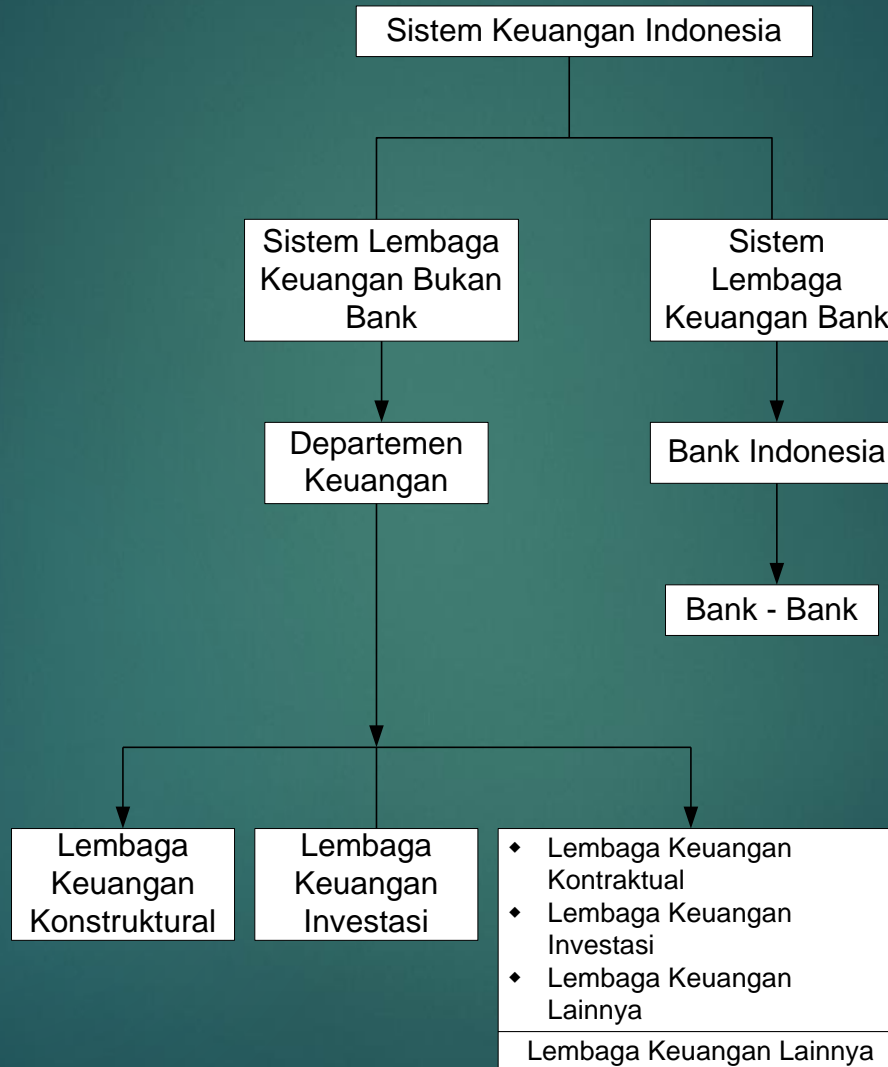 Sistem Keuangan Indonesia
Sistem Lembaga
Keuangan Bukan
Bank
Sistem
Lembaga
Keuangan Bank
Departemen
Keuangan
Bank Indonesia
Bank - Bank
Lembaga
Keuangan
Konstruktural
Lembaga
Keuangan
Investasi
◆ Lembaga Keuangan
Kontraktual
◆ Lembaga Keuangan
Investasi
◆ Lembaga Keuangan
Lainnya
Lembaga Keuangan Lainnya